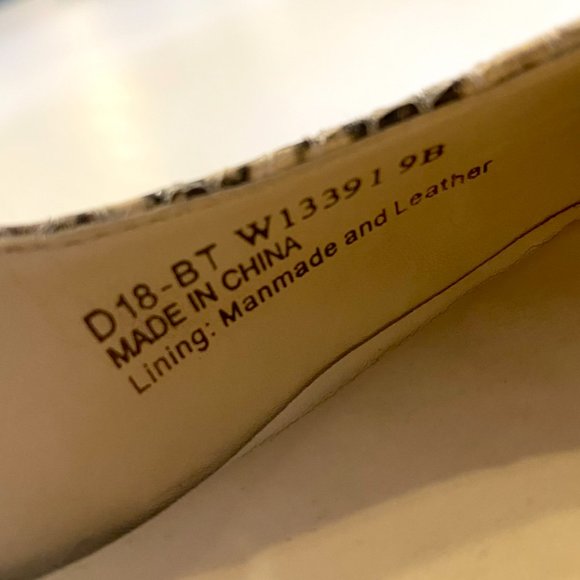 D18-BT W13391 9B
MADE IN CHINA
Lining: Manmade and Leather